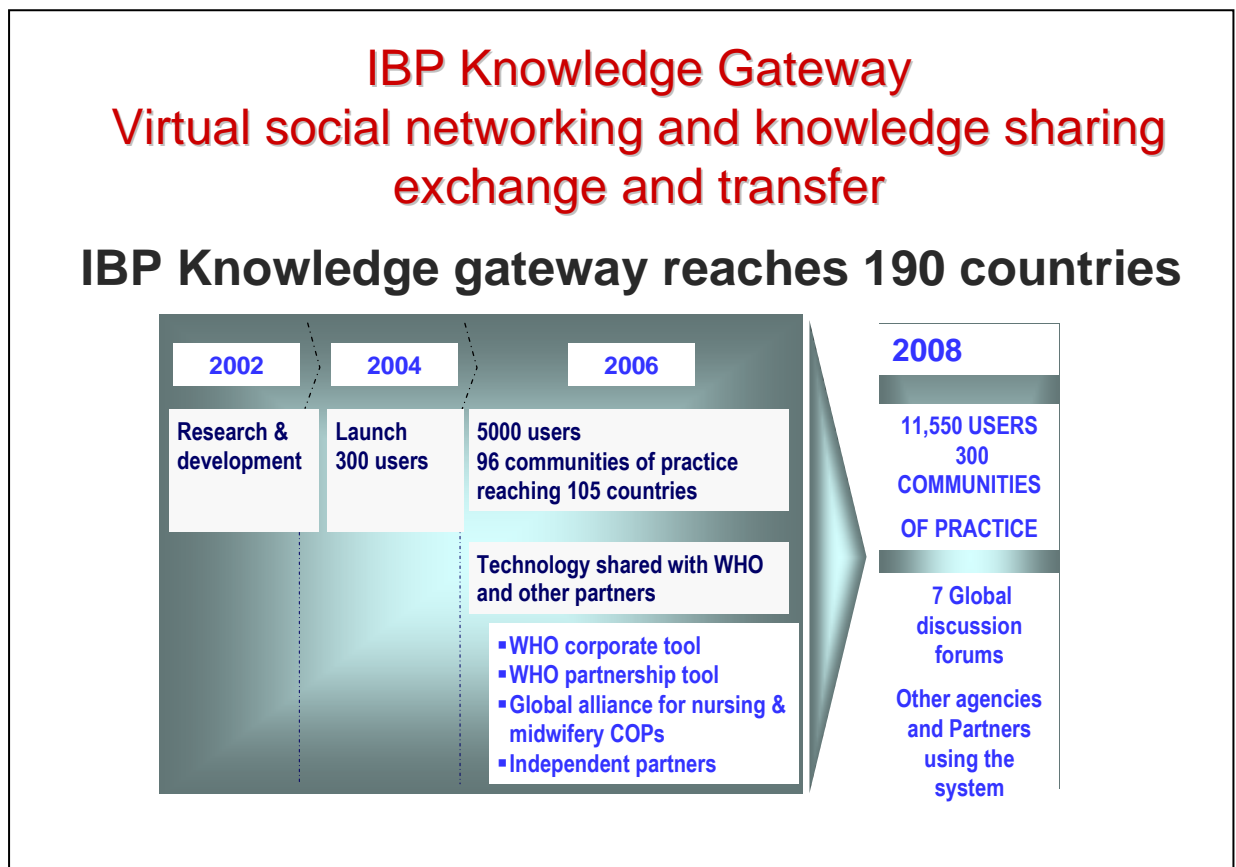 IBP Knowledge Gateway
Virtual social networking and knowledge sharing
exchange and transfer
IBP Knowledge gateway reaches 190 countries
2002
Research &
development
2004
Launch
300 users
2006
5000 users
96 communities of practice
reaching 105 countries
Technology shared with WHO
and other partners
▪WHO corporate tool
▪WHO partnership tool
▪Global alliance for nursing &
midwifery COPs
▪Independent partners
2008
11,550 USERS
300
COMMUNITIES
OF PRACTICE
7 Global
discussion
forums
Other agencies
and Partners
using the
system